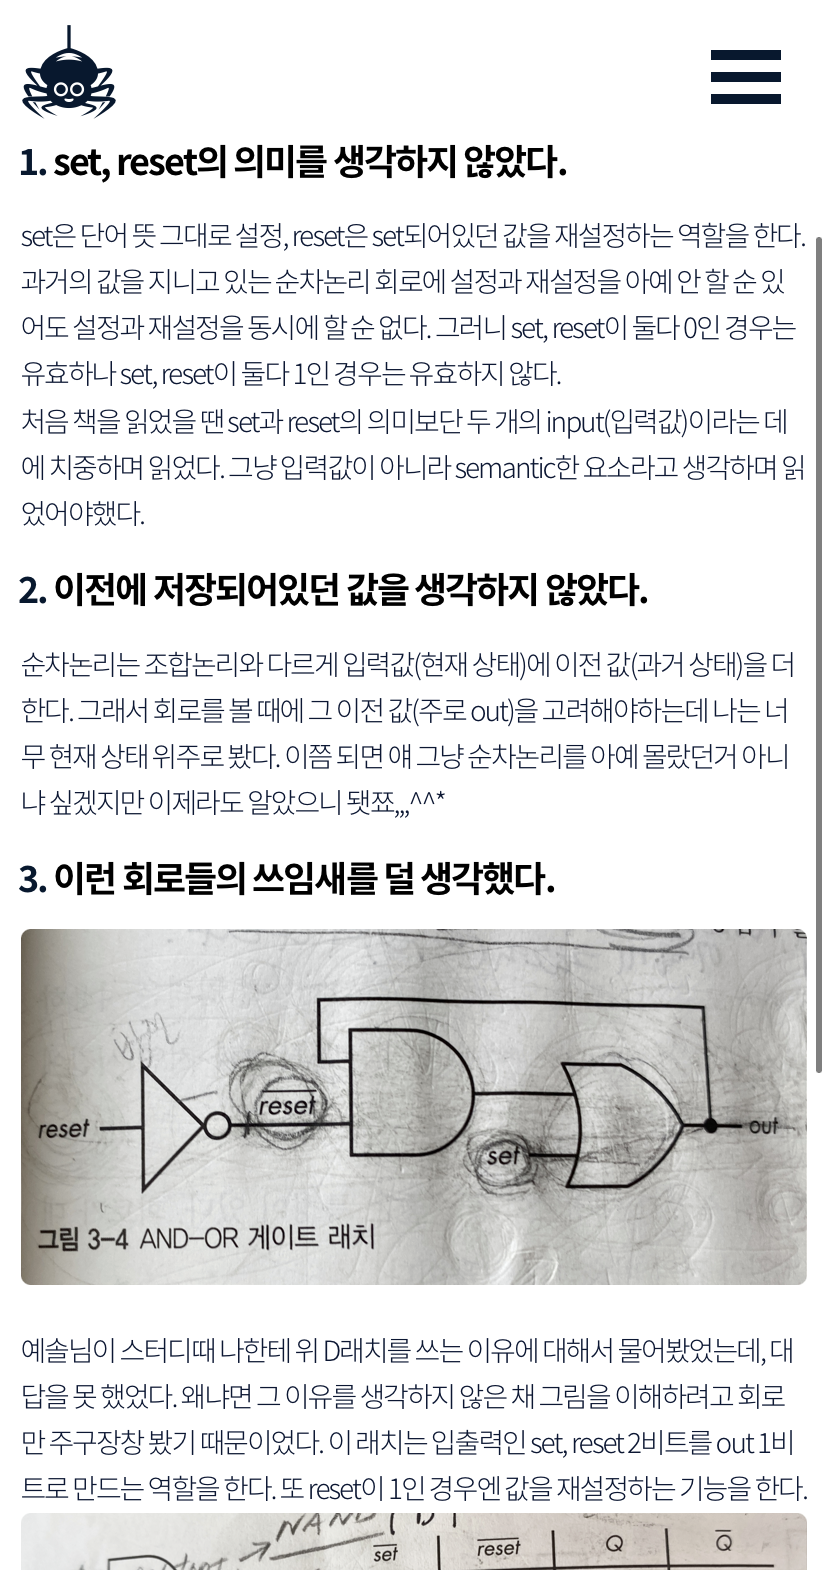 1. set, reset의 의미를 생각하지 않았다.
set은 단어 뜻 그대로 설정, reset은 set되어있던 값을 재설정하는 역할을 한다.
과거의 값을 지니고 있는 순차논리 회로에 설정과 재설정을 아예 안 할 순 있
어도 설정과 재설정을 동시에 할 순 없다. 그러니 set, reset이 둘다 0인 경우는
유효하나 set, reset이 둘다 1인 경우는 유효하지 않다.
처음 책을 읽었을 땐 set과 reset의 의미보단 두 개의 input(입력값)이라는 데
에 치중하며 읽었다. 그냥 입력값이 아니라 semantic한 요소라고 생각하며 읽
었어야했다.
2. 이전에 저장되어있던 값을 생각하지 않았다.
순차논리는 조합논리와 다르게 입력값(현재 상태)에 이전 값(과거 상태)을 더
한다. 그래서 회로를 볼 때에 그 이전 값(주로 out)을 고려해야하는데 나는 너
무 현재 상태 위주로 봤다. 이쯤 되면 얘 그냥 순차논리를 아예 몰랐던거 아니
냐 싶겠지만 이제라도 알았으니 됏쬬,,,^^*
3. 이런 회로들의 쓰임새를 덜 생각했다.
reset
reset
set
out
그림 3-4 AND-OR 게이트 래치
예솔님이 스터디때 나한테 위 D래치를 쓰는 이유에 대해서 물어봤었는데, 대
답을 못 했었다. 왜냐면 그 이유를 생각하지 않은 채 그림을 이해하려고 회로
만 주구장창 봤기 때문이었다. 이 래치는 입출력인 set, reset 2비트를 out 1비
트로 만드는 역할을 한다. 또 reset이 1인 경우엔 값을 재설정하는 기능을 한다.
NAND
set reset Q Q